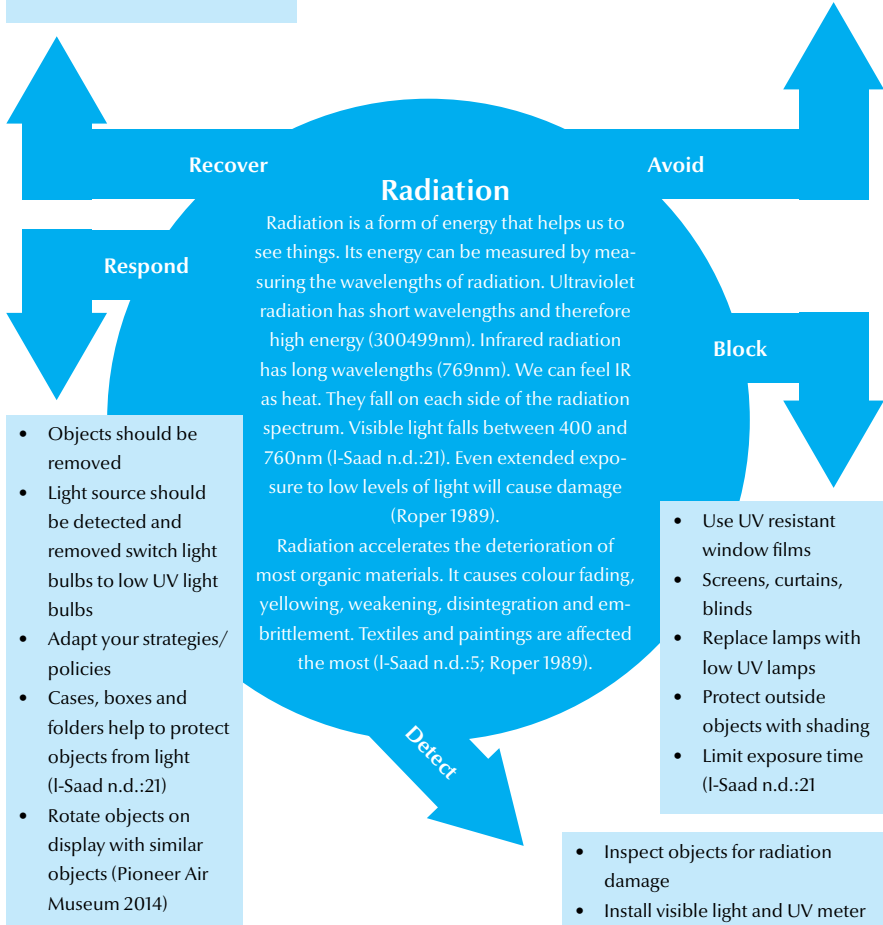 Recover
Avoid
Radiation
Radiation is a form of energy that helps us to
see things. Its energy can be measured by mea-
suring the wavelengths of radiation. Ultraviolet
radiation has short wavelengths and therefore
high energy (300499nm). Infrared radiation
has long wavelengths (769nm). We can feel IR
as heat. They fall on each side of the radiation
spectrum. Visible light falls between 400 and
760nm (l-Saad n.d.:21). Even extended expo-
sure to low levels of light will cause damage
(Roper 1989).
Radiation accelerates the deterioration of
most organic materials. It causes colour fading,
yellowing, weakening, disintegration and em-
brittlement. Textiles and paintings are affected
the most (l-Saad n.d.:5; Roper 1989).
Respond
• Objects should be
removed
• Light source should
be detected and
removed switch light
bulbs to low UV light
bulbs
• Adapt your strategies/
policies
• Cases, boxes and
folders help to protect
objects from light
(l-Saad n.d.:21)
• Rotate objects on
display with similar
objects (Pioneer Air
Museum 2014)
Block
• Use UV resistant
window films
• Screens, curtains,
blinds
• Replace lamps with
low UV lamps
• Protect outside
objects with shading
• Limit exposure time
(l-Saad n.d.:21
Detect
• Inspect objects for radiation
damage
• Install visible light and UV meter